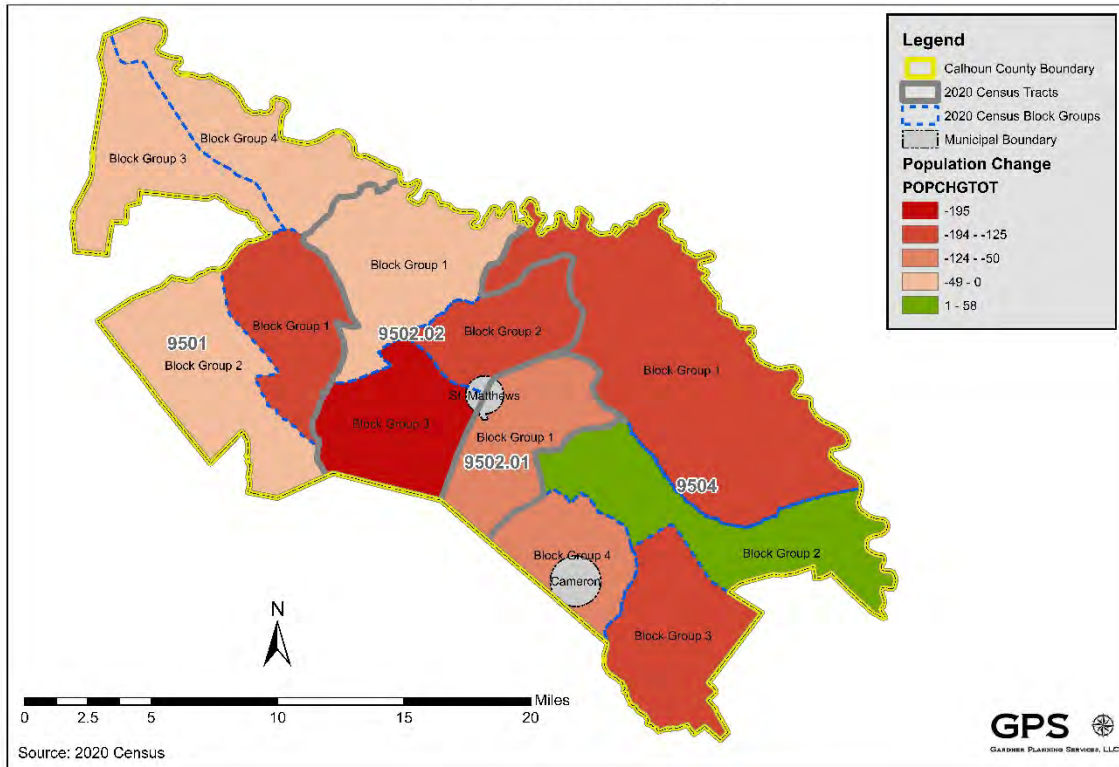 Legend
Calhoun County Boundary
2020 Census Tracts
2020 Census Block Groups
Municipal Boundary
Population Change
POPCHGTOT
-195
-194 - -125
-124 - -50
-49 - 0
1 - 58
Block Group 4
Block Group 3
Block Group 1
Block Group 1
Block Group 2
9502.02
9501
Block Group 2
Block Group 1
St. Matthews
Block Group 3
Block Group 1
9502.01
9504
Block Group 2
Block Group 4
Cameron
Block Group 3
N
Miles
0 2.5 5 10 15 20
Source: 2020 Census
GPS
GARDNER PLANNING SERVICES, LLC